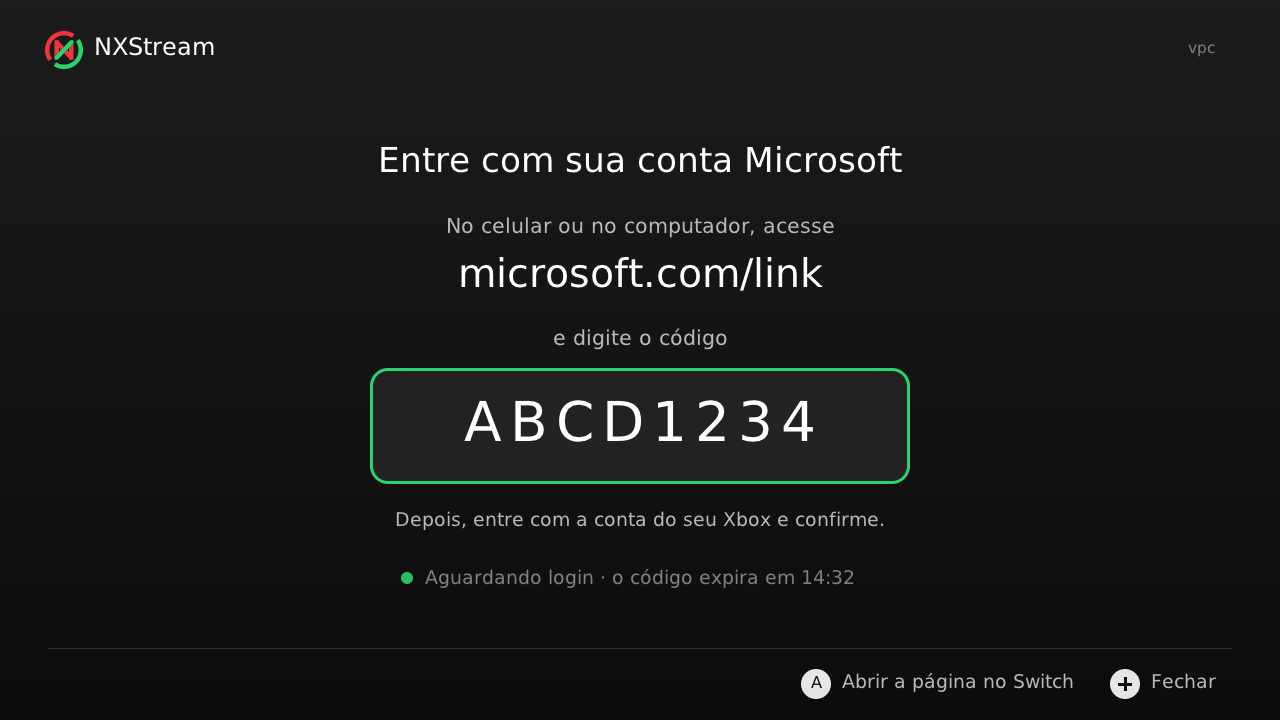 NXStream
vpc
Entre com sua conta Microsoft
No celular ou no computador, acesse
microsoft.com/link
e digite o código
ABCD1234
Depois, entre com a conta do seu Xbox e confirme.
Aguardando login · o código expira em 14:32
A Abrir a página no Switch + Fechar